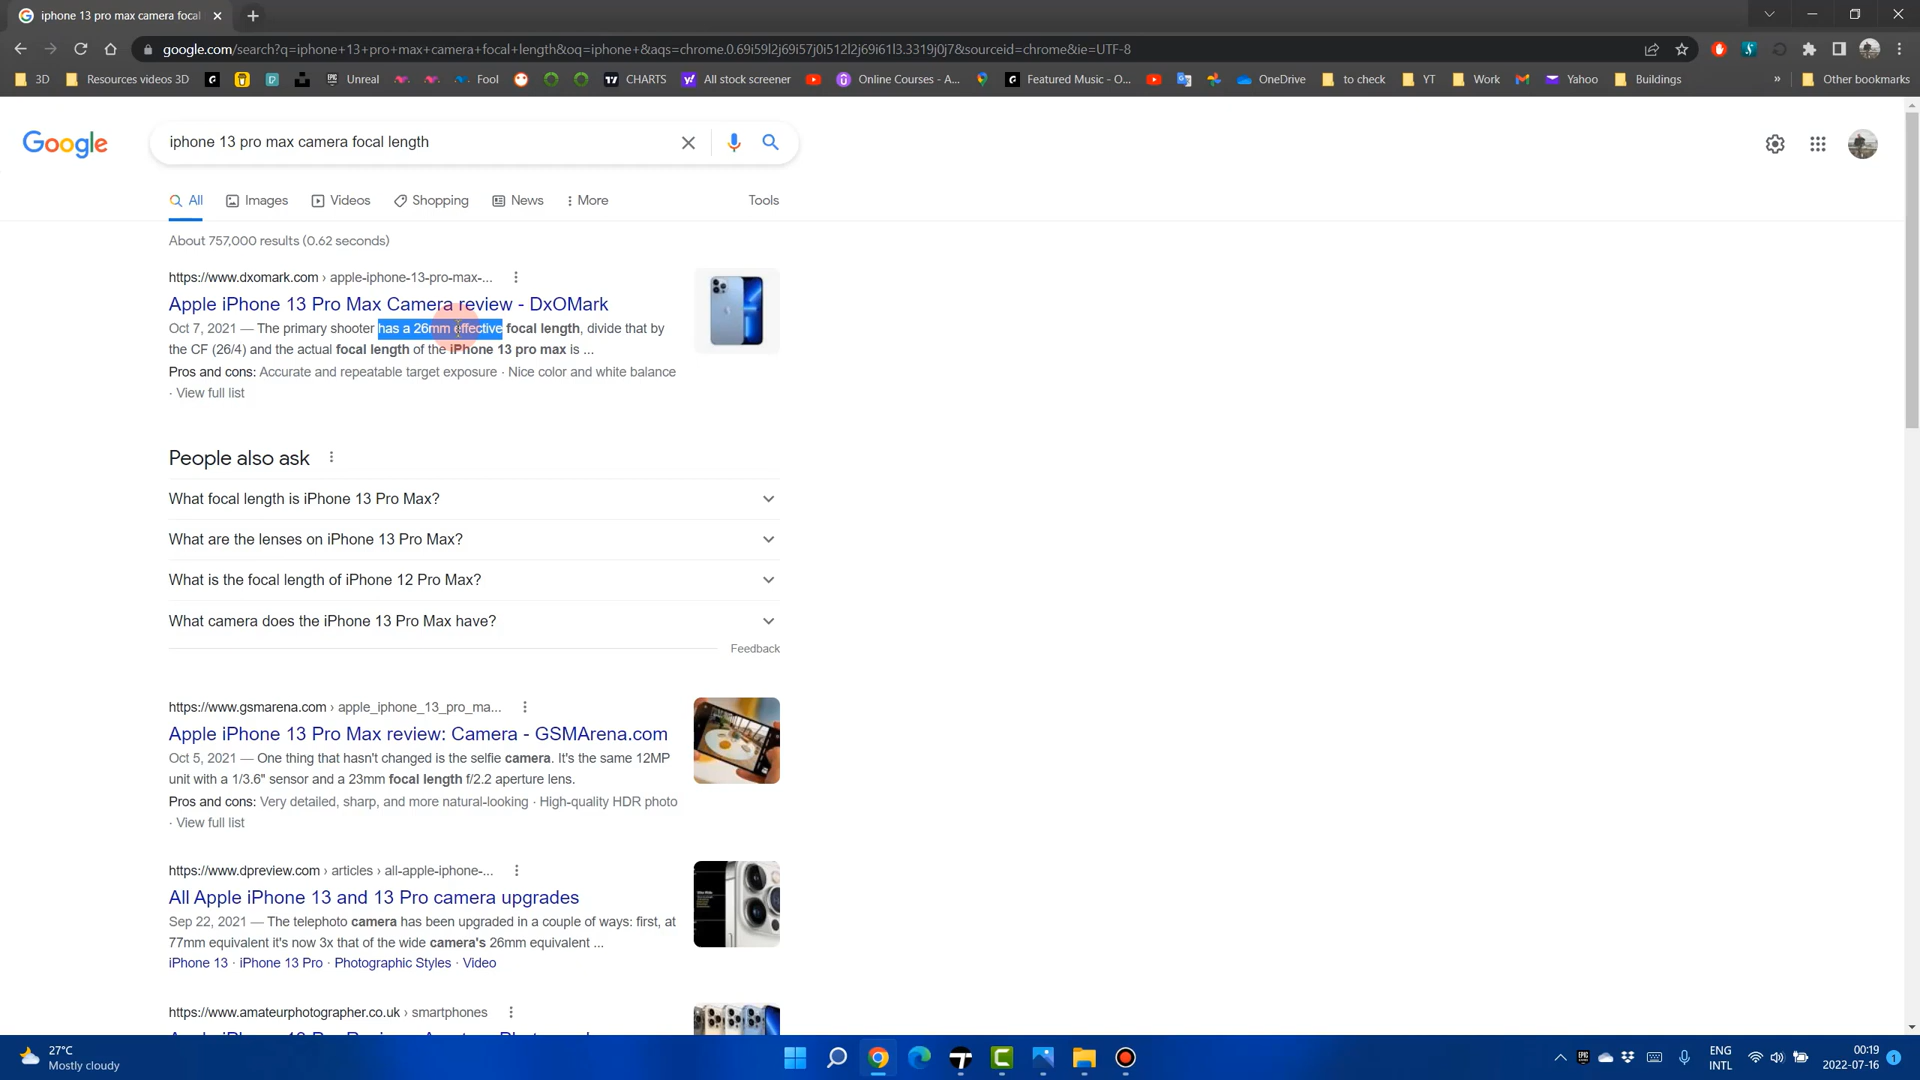 iphone 13 pro max camera focal
google.com/search?q=iphone+13+pro+max+camera+focal+length&oq=iphone+&aqs=chrome.0.69i59l2j69i57j0i512l2j69i61l3.3319j0j7&sourceid=chrome&ie=UTF-8
3D Resources videos 3D Unreal Fool CHARTS All stock screener Online Courses - A... Featured Music - O... OneDrive to check YT Work Yahoo Buildings » Other bookmarks
Google
iphone 13 pro max camera focal length
All Images Videos Shopping News More Tools
About 757,000 results (0.62 seconds)
https://www.dxomark.com › apple-iphone-13-pro-max-...
Apple iPhone 13 Pro Max Camera review - DxOMark
Oct 7, 2021 — The primary shooter has a 26mm effective focal length, divide that by
the CF (26/4) and the actual focal length of the iPhone 13 pro max is ...
Pros and cons: Accurate and repeatable target exposure · Nice color and white balance
· View full list
People also ask
What focal length is iPhone 13 Pro Max?
What are the lenses on iPhone 13 Pro Max?
What is the focal length of iPhone 12 Pro Max?
What camera does the iPhone 13 Pro Max have?
Feedback
https://www.gsmarena.com › apple_iphone_13_pro_ma...
Apple iPhone 13 Pro Max review: Camera - GSMArena.com
Oct 5, 2021 — One thing that hasn't changed is the selfie camera. It's the same 12MP
unit with a 1/3.6" sensor and a 23mm focal length f/2.2 aperture lens.
Pros and cons: Very detailed, sharp, and more natural-looking · High-quality HDR photo
· View full list
https://www.dpreview.com › articles › all-apple-iphone-...
All Apple iPhone 13 and 13 Pro camera upgrades
Sep 22, 2021 — The telephoto camera has been upgraded in a couple of ways: first, at
77mm equivalent it's now 3x that of the wide camera's 26mm equivalent ...
iPhone 13 · iPhone 13 Pro · Photographic Styles · Video
https://www.amateurphotographer.co.uk › smartphones
27°C
Mostly cloudy
ENG
INTL
00:19
2022-07-16
1